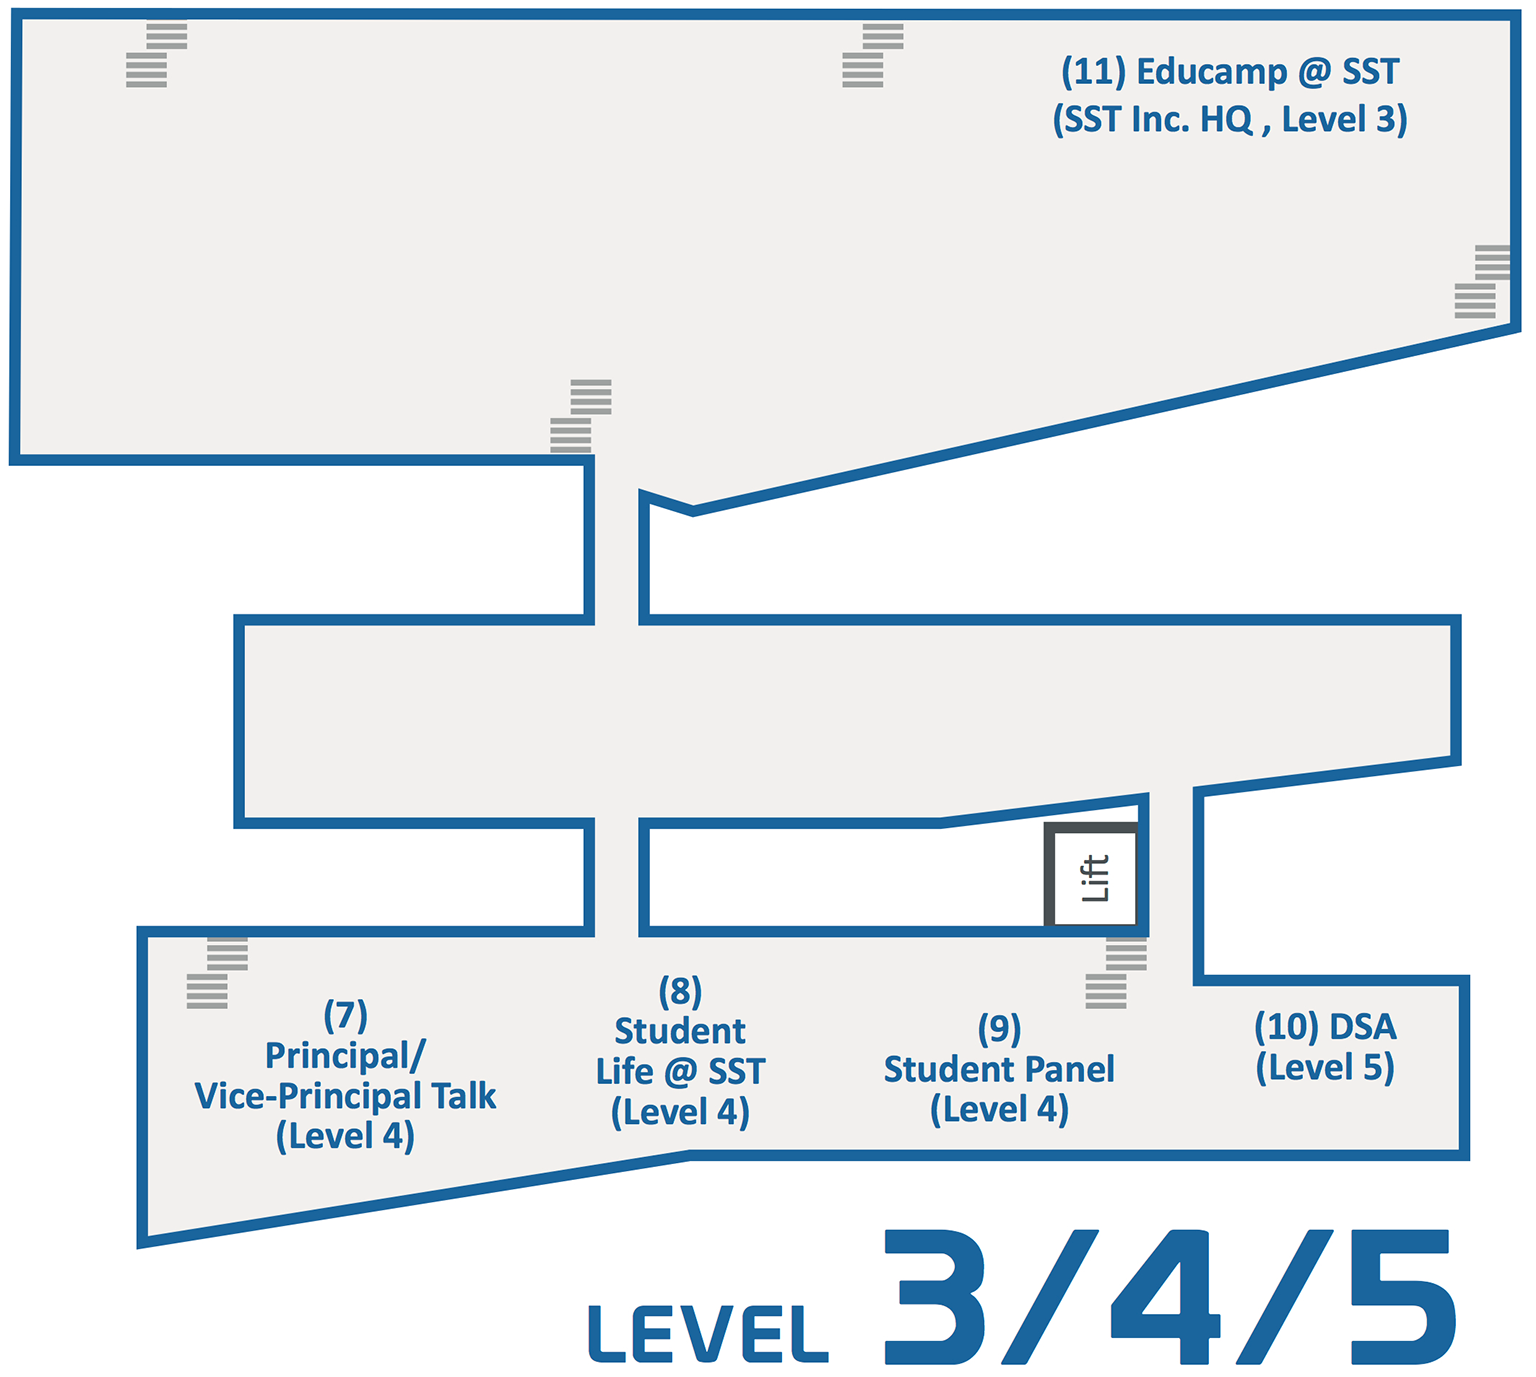 (11) Educamp @ SST
(SST Inc. HQ , Level 3)
Lift
(7)
Principal/
Vice-Principal Talk
(Level 4)
(8)
Student
Life @ SST
(Level 4)
(9)
Student Panel
(Level 4)
(10) DSA
(Level 5)
LEVEL 3/4/5